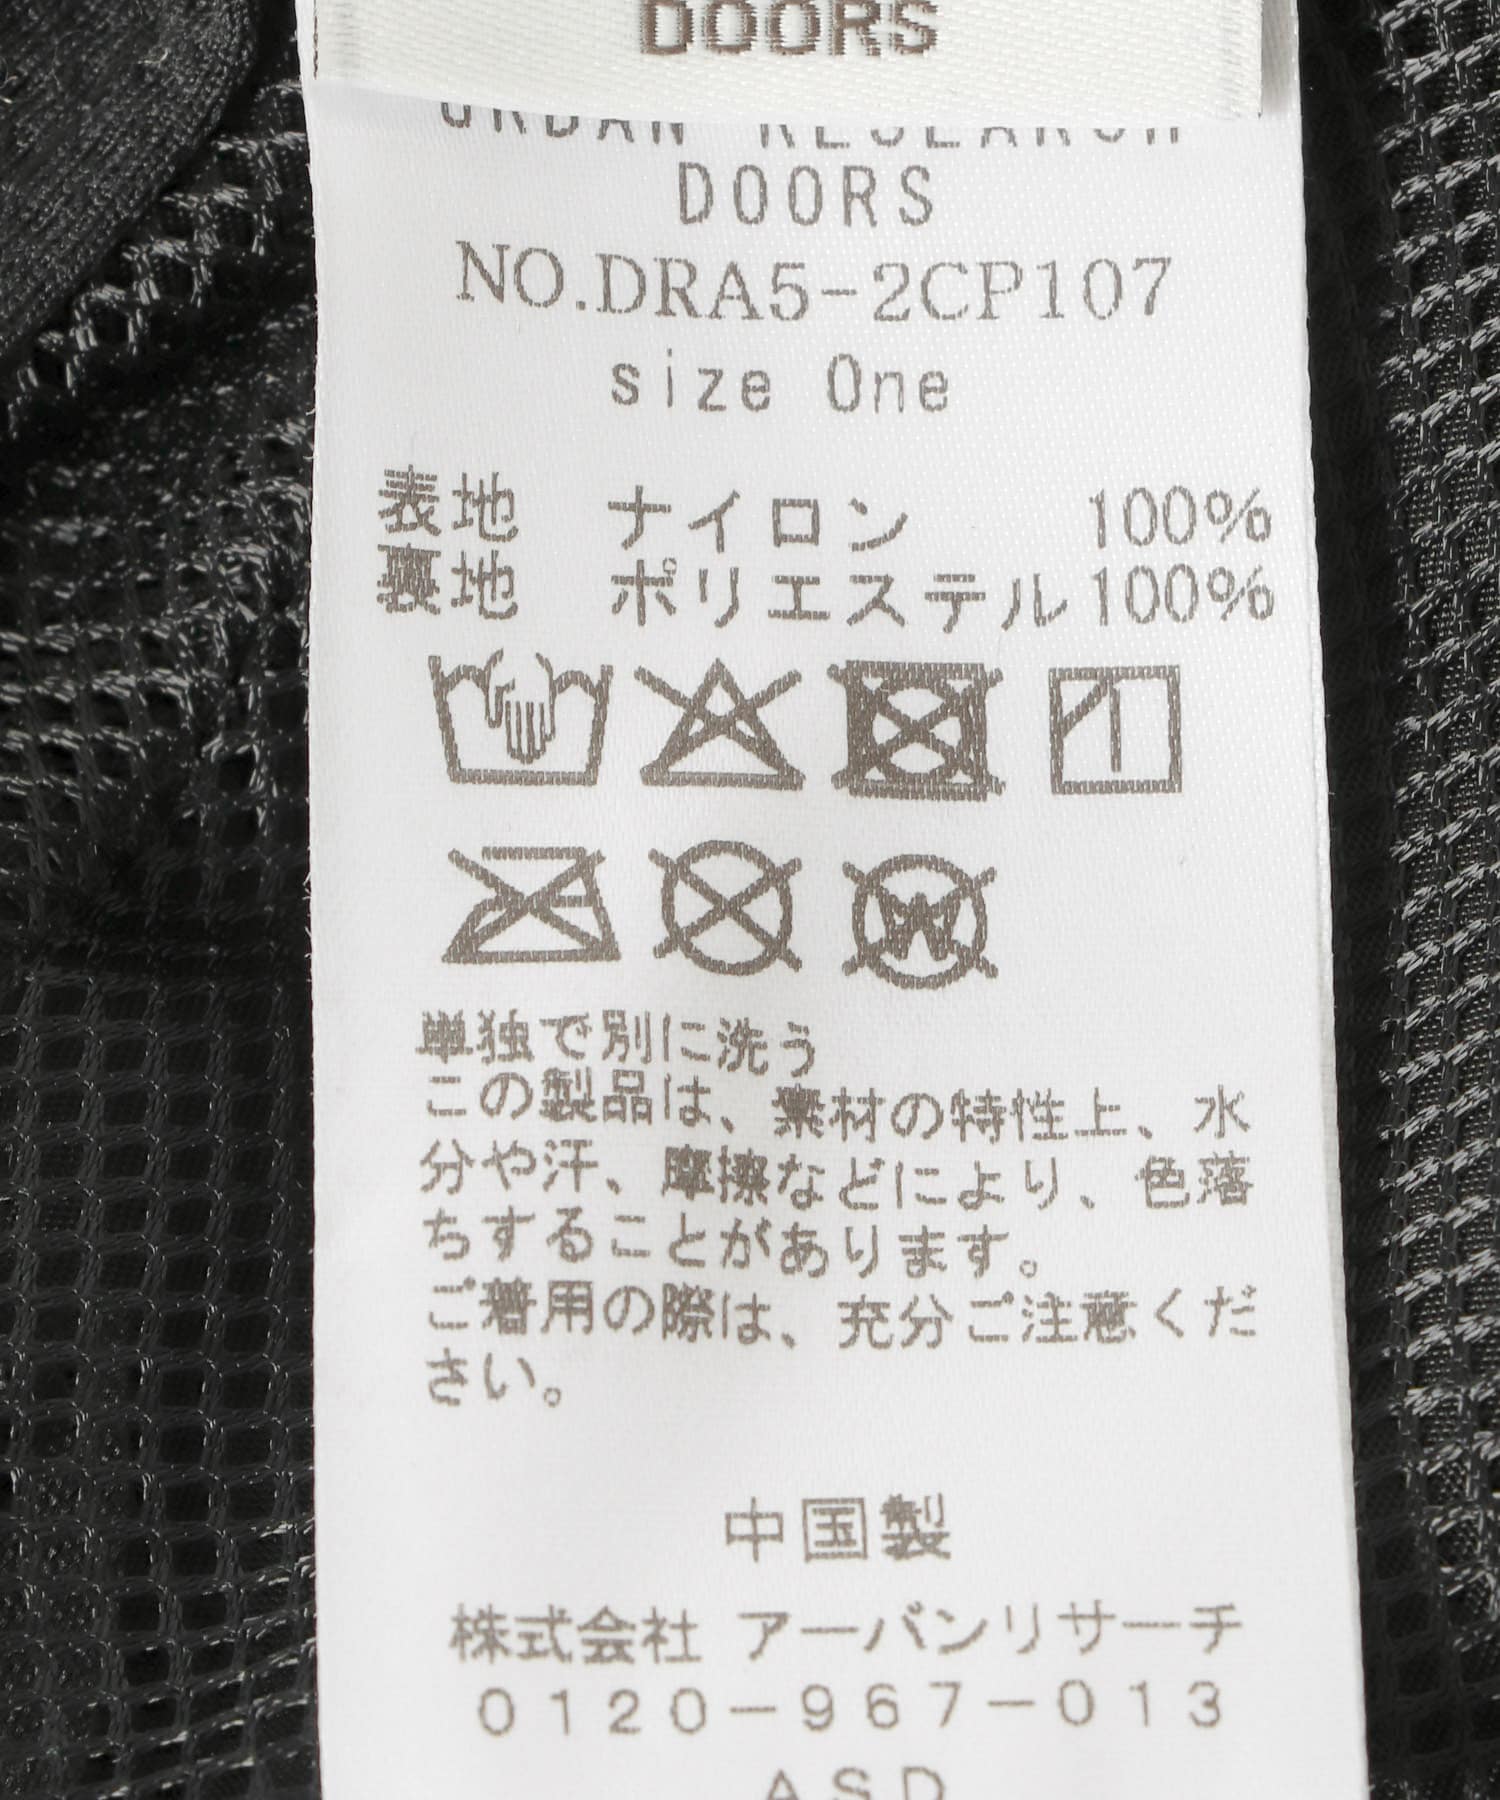 DOORS
URBAN RESEARCH
DOORS
NO.DRA5-2CP107
size One
表地 ナイロン 100%
裏地 ポリエステル100%
単独で別に洗う
この製品は、素材の特性上、水
分や汗、摩擦などにより、色落
ちすることがあります。
ご着用の際は、充分ご注意くだ
さい。
中国製
株式会社 アーバンリサーチ
0120-967-013
ASD